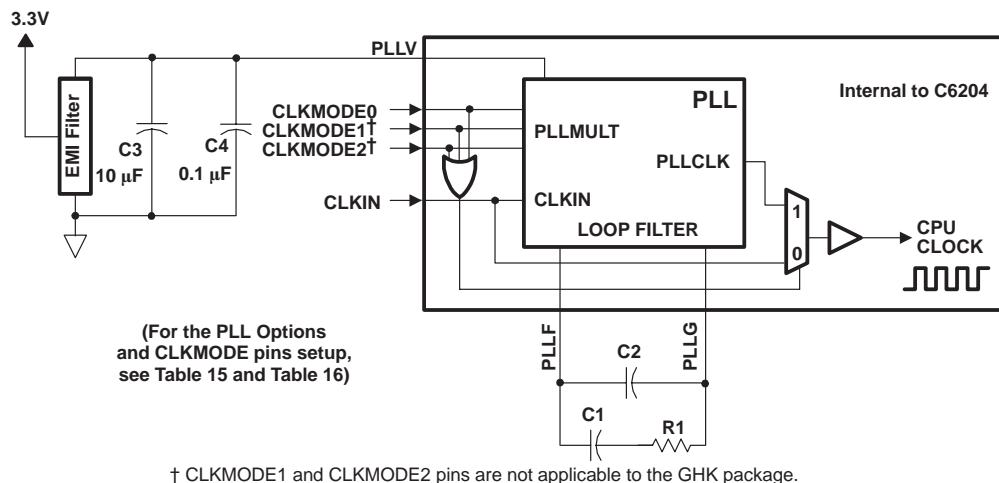 3.3V
PLLV
EMI Filter
C3
10 µF
C4
0.1 µF
CLKMODE0
CLKMODE1†
CLKMODE2†
CLKIN
PLL
PLLMULT
PLLCLK
CLKIN
LOOP FILTER
Internal to C6204
1
0
CPU
CLOCK
(For the PLL Options
and CLKMODE pins setup,
see Table 15 and Table 16)
PLLF
PLLG
C2
C1
R1
† CLKMODE1 and CLKMODE2 pins are not applicable to the GHK package.